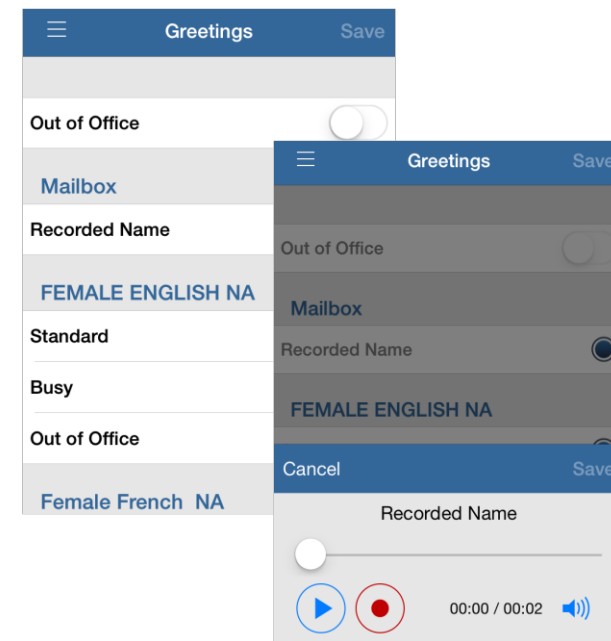 Greetings Save
Out of Office
Mailbox
Recorded Name
FEMALE ENGLISH NA
Standard
Busy
Out of Office
Female French NA
Greetings Save
Out of Office
Mailbox
Recorded Name
FEMALE ENGLISH NA
Cancel Save
Recorded Name
00:00 / 00:02